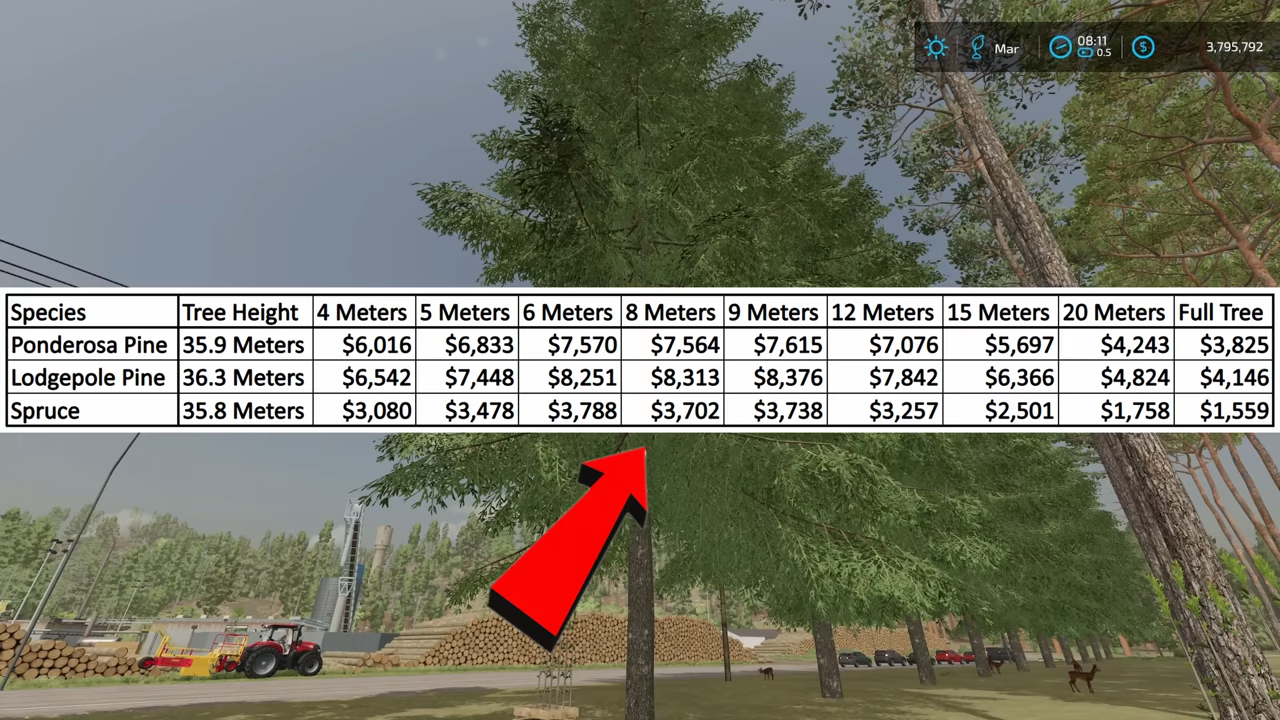 Mar 08:11 0.5 $ 3,795,792
Species Tree Height 4 Meters 5 Meters 6 Meters 8 Meters 9 Meters 12 Meters 15 Meters 20 Meters Full Tree
Ponderosa Pine 35.9 Meters $6,016 $6,833 $7,570 $7,564 $7,615 $7,076 $5,697 $4,243 $3,825
Lodgepole Pine 36.3 Meters $6,542 $7,448 $8,251 $8,313 $8,376 $7,842 $6,366 $4,824 $4,146
Spruce 35.8 Meters $3,080 $3,478 $3,788 $3,702 $3,738 $3,257 $2,501 $1,758 $1,559